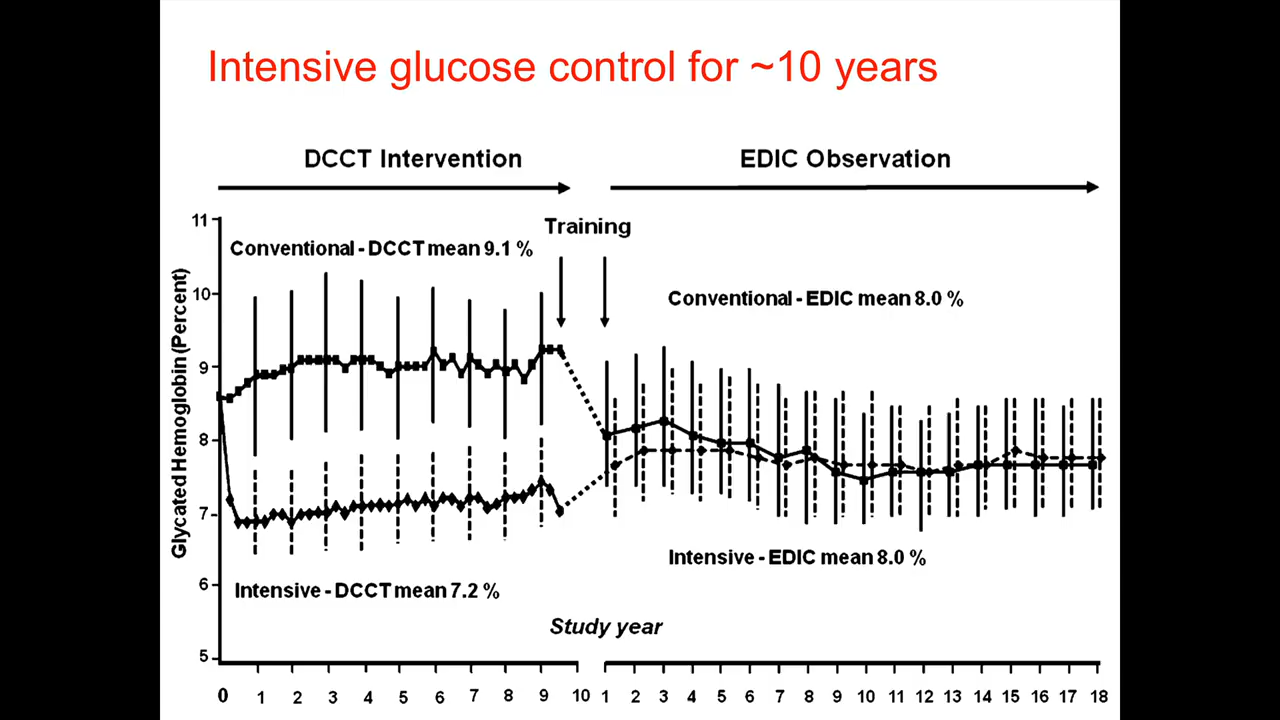 Intensive glucose control for ~10 years
DCCT Intervention
EDIC Observation
Training
Conventional - DCCT mean 9.1 %
Conventional - EDIC mean 8.0 %
Glycated Hemoglobin (Percent)
11
10
9
8
7
6
5
Intensive - DCCT mean 7.2 %
Intensive - EDIC mean 8.0 %
Study year
0 1 2 3 4 5 6 7 8 9 10 1 2 3 4 5 6 7 8 9 10 11 12 13 14 15 16 17 18